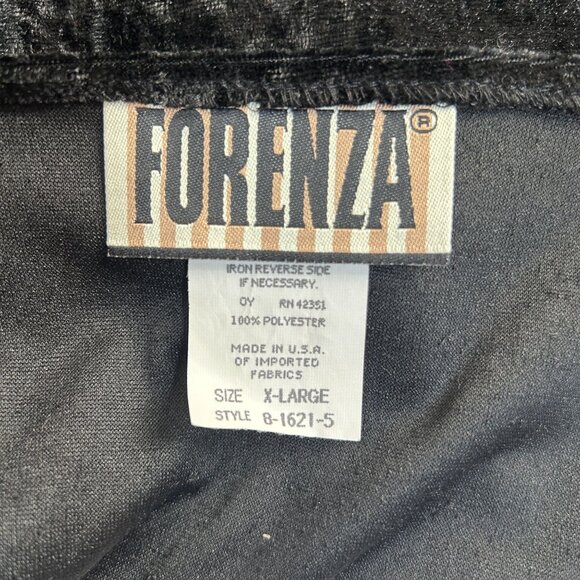 FORENZA®
IRON REVERSE SIDE
IF NECESSARY.
OY RN 42351
100% POLYESTER
MADE IN U.S.A.
OF IMPORTED
FABRICS
SIZE X-LARGE
STYLE 8-1621-5